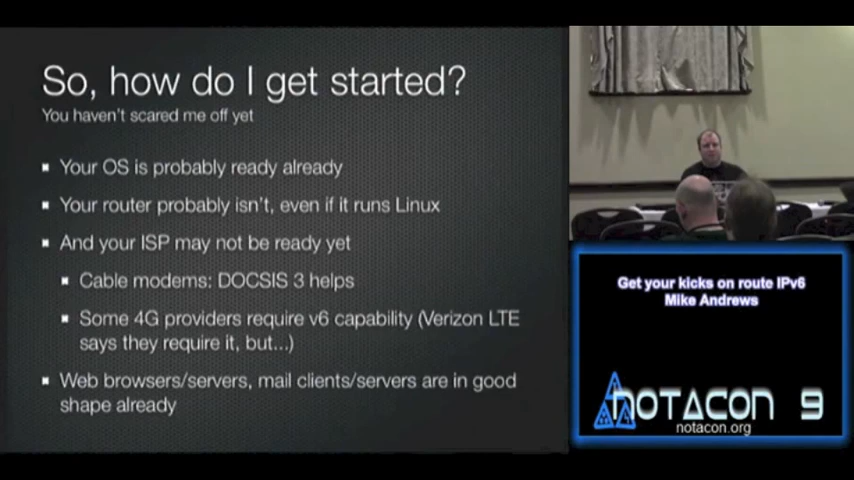 So, how do I get started?
You haven't scared me off yet
Your OS is probably ready already
Your router probably isn't, even if it runs Linux
And your ISP may not be ready yet
Cable modems: DOCSIS 3 helps
Some 4G providers require v6 capability (Verizon LTE
says they require it, but...)
Web browsers/servers, mail clients/servers are in good
shape already
Get your kicks on route IPv6
Mike Andrews
NOTACON 9
notacon.org